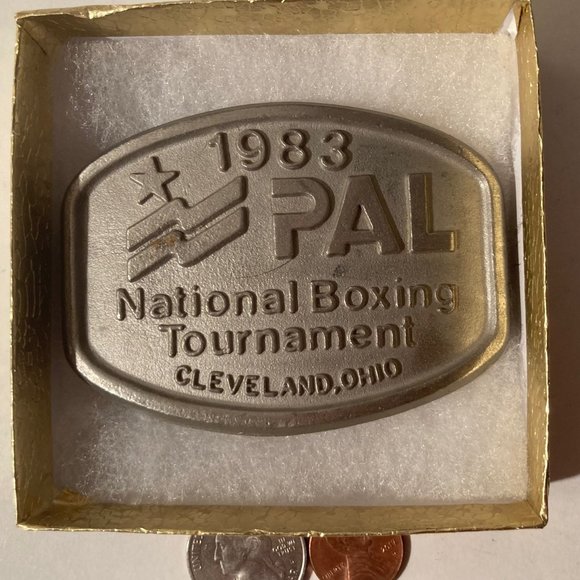 1983
PAL
National Boxing
Tournament
CLEVELAND, OHIO